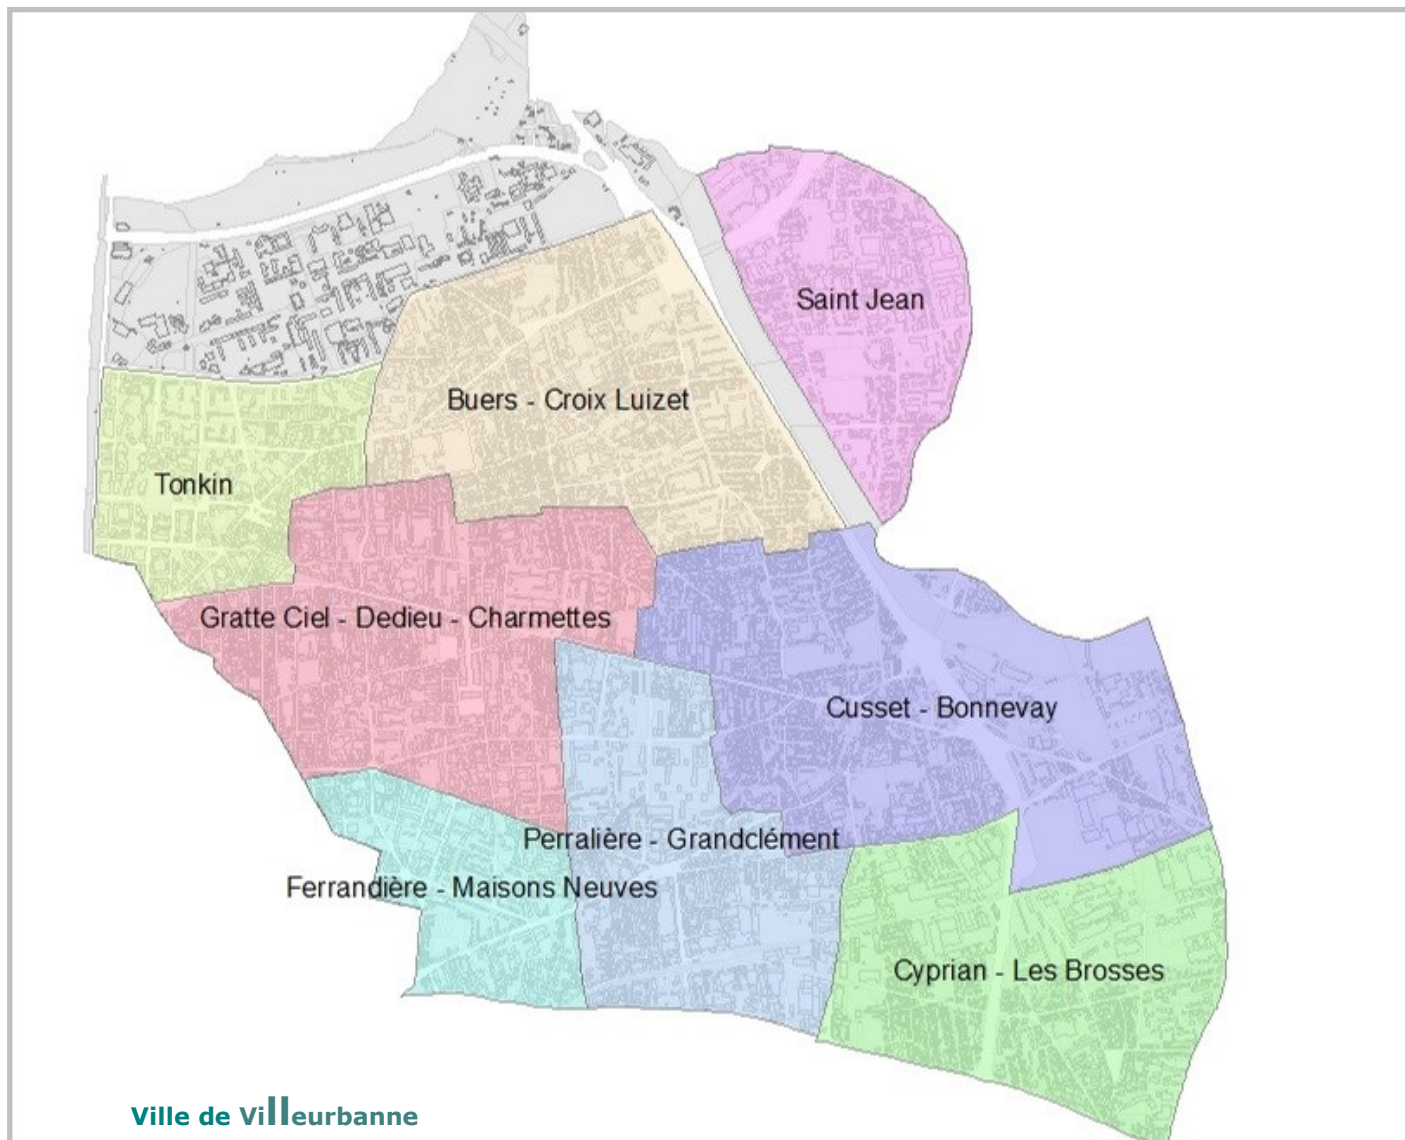 Saint Jean
Buers - Croix Luizet
Tonkin
Gratte Ciel - Dedieu - Charmettes
Cusset - Bonnevay
Perralière - Grandclément
Ferrandière - Maisons Neuves
Cyprian - Les Brosses
Ville de Villeurbanne